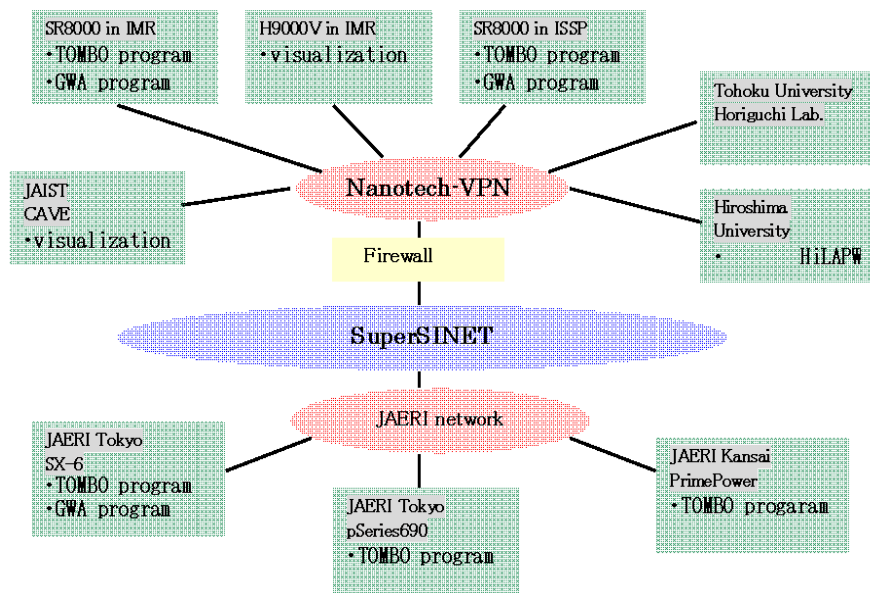 SR8000 in IMR
・TOMBO program
・GWA program
H9000V in IMR
・visualization
SR8000 in ISSP
・TOMBO program
・GWA program
Tohoku University
Horiguchi Lab.
JAIST
CAVE
・visualization
Nanotech-VPN
Hiroshima
University
・ HiLAPW
Firewall
SuperSINET
JAERI network
JAERI Tokyo
SX-6
・TOMBO program
・GWA program
JAERI Tokyo
pSeries690
・TOMBO program
JAERI Kansai
PrimePower
・TOMBO progaram